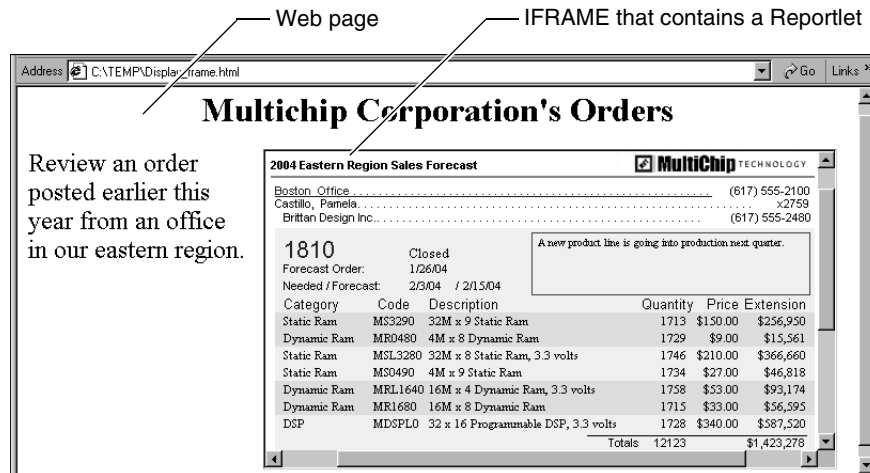 Web page
IFRAME that contains a Reportlet
Address C:\TEMP\Display_frame.html Go Links »
Multichip Corporation's Orders
Review an order
posted earlier this
year from an office
in our eastern region.
2004 Eastern Region Sales Forecast MultiChip TECHNOLOGY
Boston Office (617) 555-2100
Castillo, Pamela x2759
Brittan Design Inc. (617) 555-2480
1810 Closed
A new product line is going into production next quarter.
Forecast Order: 1/26/04
Needed / Forecast: 2/3/04 / 2/15/04
Category Code Description Quantity Price Extension
Static Ram MS3290 32M x 9 Static Ram 1713 $150.00 $256,950
Dynamic Ram MR0480 4M x 8 Dynamic Ram 1729 $9.00 $15,561
Static Ram MSL3280 32M x 8 Static Ram, 3.3 volts 1746 $210.00 $366,660
Static Ram MS0490 4M x 9 Static Ram 1734 $27.00 $46,818
Dynamic Ram MRL1640 16M x 4 Dynamic Ram, 3.3 volts 1758 $53.00 $93,174
Dynamic Ram MR1680 16M x 8 Dynamic Ram 1715 $33.00 $56,595
DSP MDSPL0 32 x 16 Programmable DSP, 3.3 volts 1728 $340.00 $587,520
Totals 12123 $1,423,278